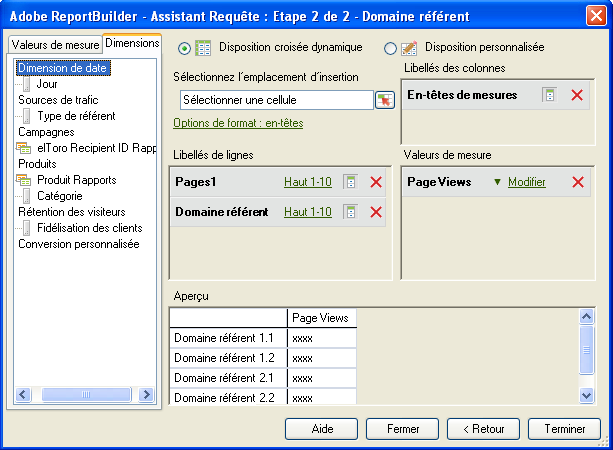 Adobe ReportBuilder - Assistant Requête : Etape 2 de 2 - Domaine référent
Valeurs de mesure
Dimensions
Dimension de date
Jour
Sources de trafic
Type de référent
Campagnes
elToro Recipient ID Rapp
Produits
Produit Rapports
Catégorie
Rétention des visiteurs
Fidélisation des clients
Conversion personnalisée
Disposition croisée dynamique
Disposition personnalisée
Sélectionnez l'emplacement d'insertion
Sélectionner une cellule
Options de format : en-têtes
Libellés des colonnes
En-têtes de mesures
Libellés de lignes
Pages1 Haut 1-10
Domaine référent Haut 1-10
Valeurs de mesure
Page Views Modifier
Aperçu
Page Views
Domaine référent 1.1 xxxx
Domaine référent 1.2 xxxx
Domaine référent 2.1 xxxx
Domaine référent 2.2 xxxx
Aide
Fermer
< Retour
Terminer